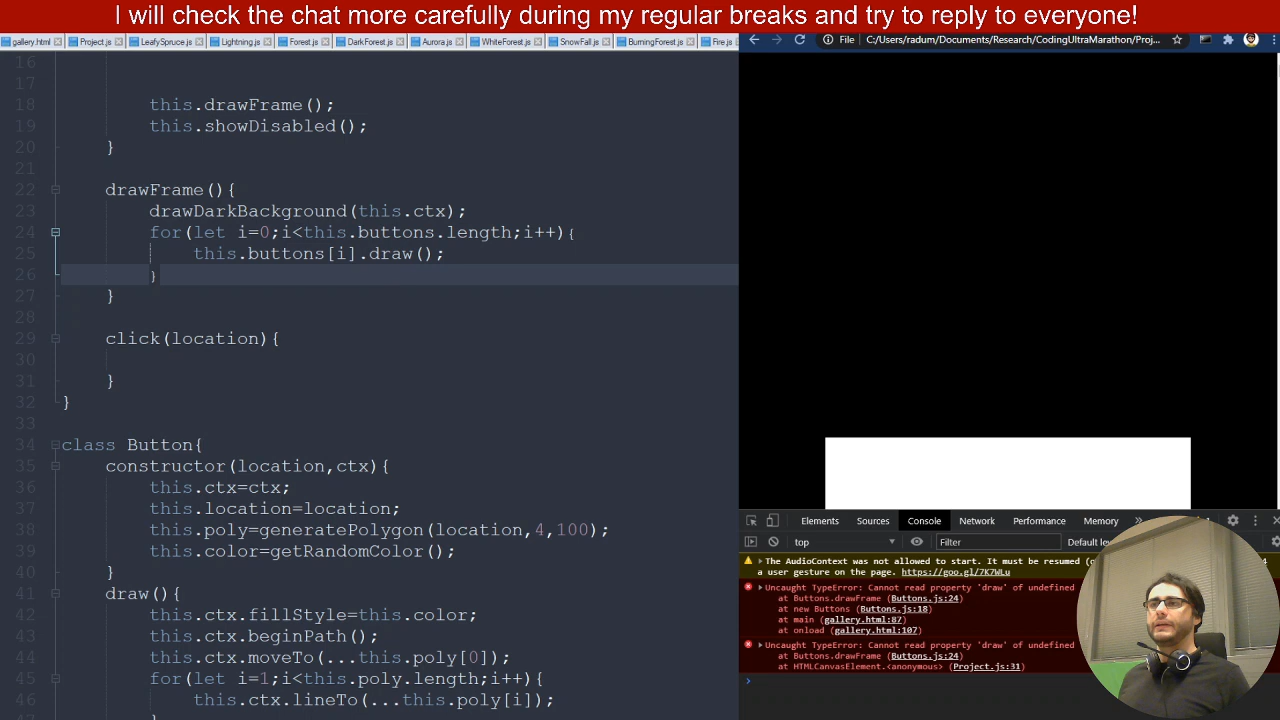 I will check the chat more carefully during my regular breaks and try to reply to everyone!
gallery.html Project.js LeafySpruce.js Lightning.js Forest.js DarkForest.js Aurora.js WhiteForest.js SnowFall.js BurningForest.js Fire.js
File C:/Users/radum/Documents/Research/CodingUltraMarathon/Proj...
16
17
18 this.drawFrame();
19 this.showDisabled();
20 }
21
22 drawFrame(){
23 drawDarkBackground(this.ctx);
24 for(let i=0;i<this.buttons.length;i++){
25 this.buttons[i].draw();
26 }
27 }
28
29 click(location){
30
31 }
32 }
33
34 class Button{
35 constructor(location,ctx){
36 this.ctx=ctx;
37 this.location=location;
38 this.poly=generatePolygon(location,4,100);
39 this.color=getRandomColor();
40 }
41 draw(){
42 this.ctx.fillStyle=this.color;
43 this.ctx.beginPath();
44 this.ctx.moveTo(...this.poly[0]);
45 for(let i=1;i<this.poly.length;i++){
46 this.ctx.lineTo(...this.poly[i]);
}
Elements Sources Console Network Performance Memory »
top Filter Default lev
The AudioContext was not allowed to start. It must be resumed (
a user gesture on the page. https://goo.gl/7K7WLu
Uncaught TypeError: Cannot read property 'draw' of undefined
at Buttons.drawFrame (Buttons.js:24)
at new Buttons (Buttons.js:18)
at main (gallery.html:87)
at onload (gallery.html:107)
Uncaught TypeError: Cannot read property 'draw' of undefined
at Buttons.drawFrame (Buttons.js:24)
at HTMLCanvasElement.<anonymous> (Project.js:31)